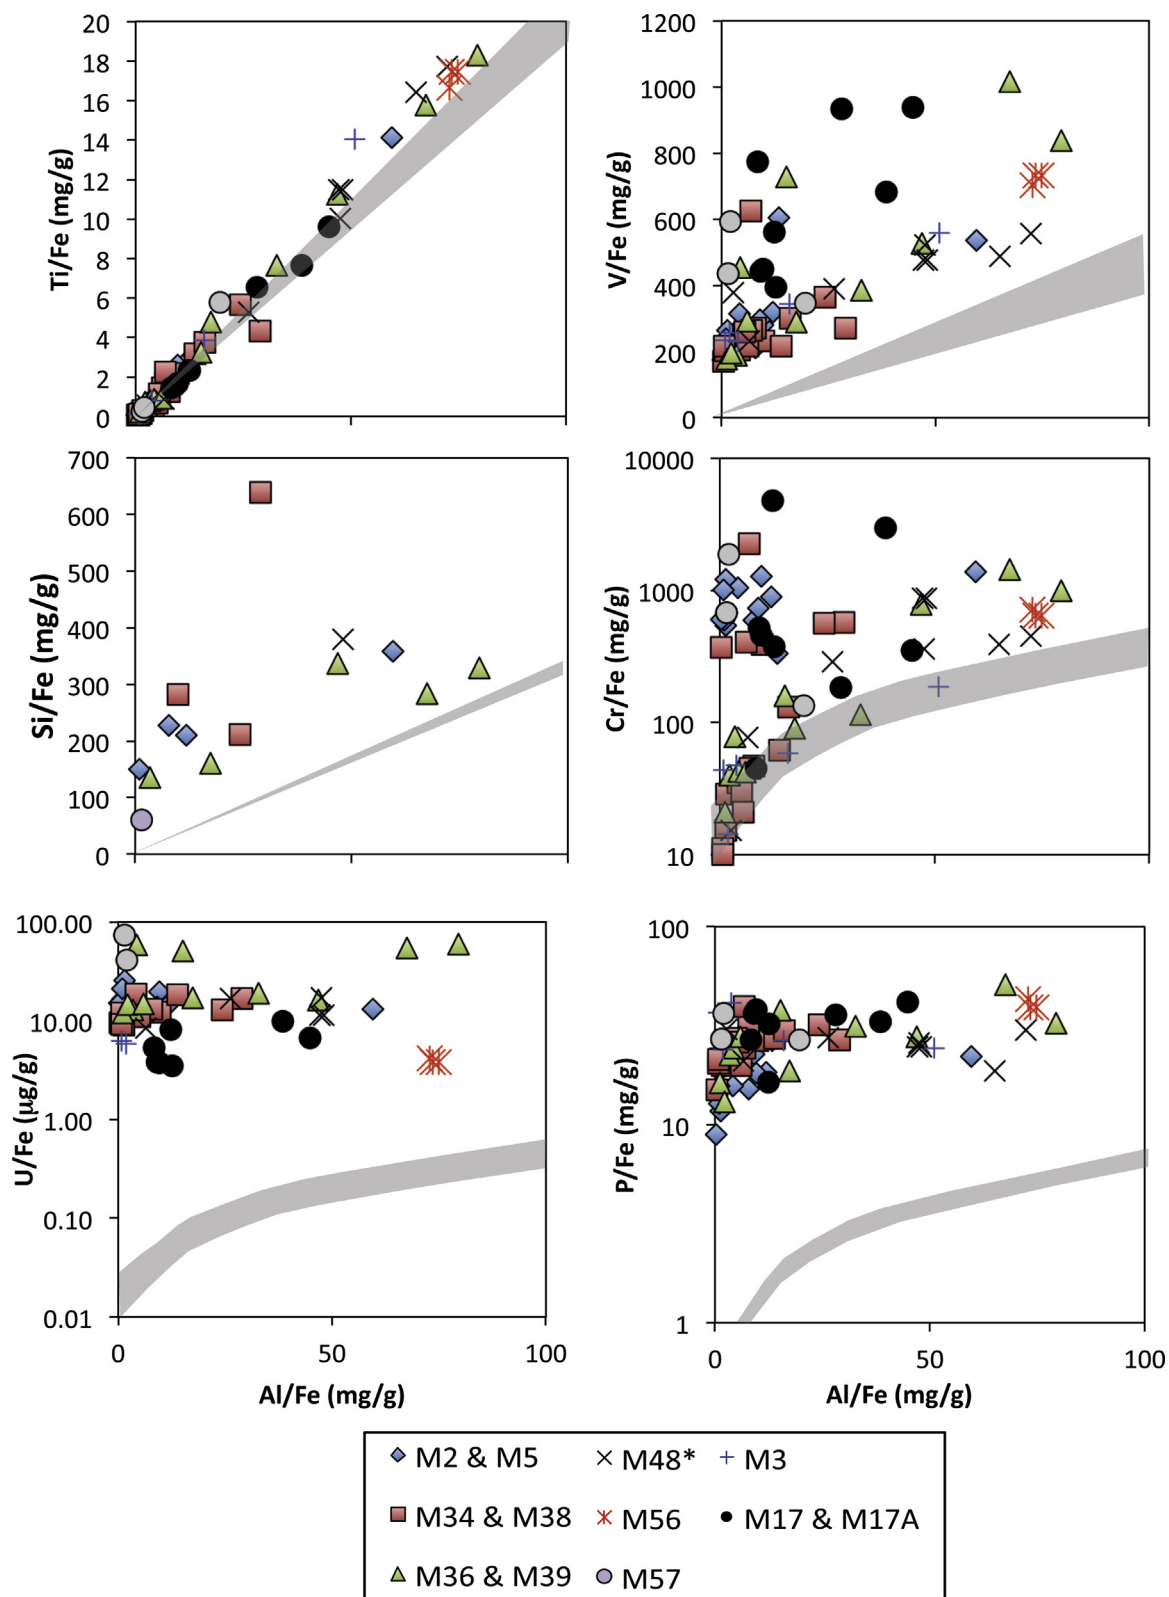 20
18
16
14
12
10
8
6
4
2
0
Ti/Fe (mg/g)
1200
1000
800
600
400
200
0
V/Fe (mg/g)
700
600
500
400
300
200
100
0
Si/Fe (mg/g)
10000
1000
100
10
Cr/Fe (mg/g)
100.00
10.00
1.00
0.10
0.01
U/Fe (µg/g)
0 50 100
Al/Fe (mg/g)
100
10
1
P/Fe (mg/g)
0 50 100
Al/Fe (mg/g)
M2 & M5 M48* M3
M34 & M38 M56 M17 & M17A
M36 & M39 M57